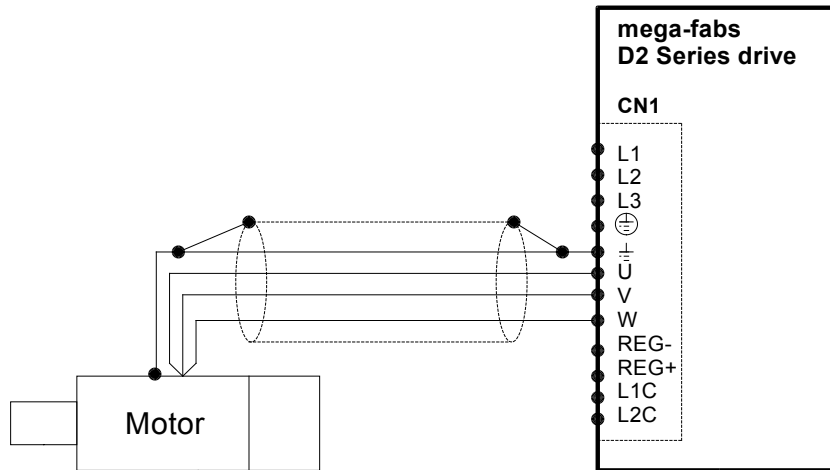 mega-fabs
D2 Series drive
CN1
L1
L2
L3
U
V
W
REG-
REG+
L1C
L2C
Motor